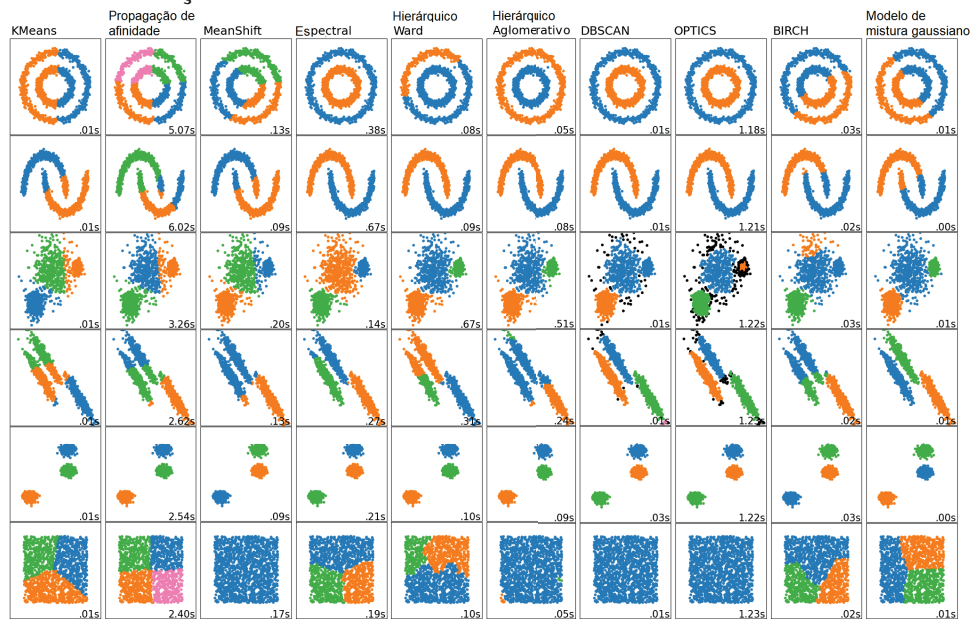 KMeans
Propagação de
afinidade
MeanShift
Espectral
Hierárquico
Ward
Hierárquico
Aglomerativo
DBSCAN
OPTICS
BIRCH
Modelo de
mistura gaussiano
.01s 5.07s .13s .38s .08s .05s .01s 1.18s .03s .01s
.01s 6.02s .09s .67s .09s .08s .01s 1.21s .02s .00s
.01s 3.26s .20s .14s .67s .51s .01s 1.22s .03s .01s
.01s 2.62s .13s .27s .31s .24s .01s 1.23s .02s .01s
.01s 2.54s .09s .21s .10s .09s .03s 1.22s .03s .00s
.01s 2.40s .17s .19s .10s .05s .01s 1.23s .02s .01s